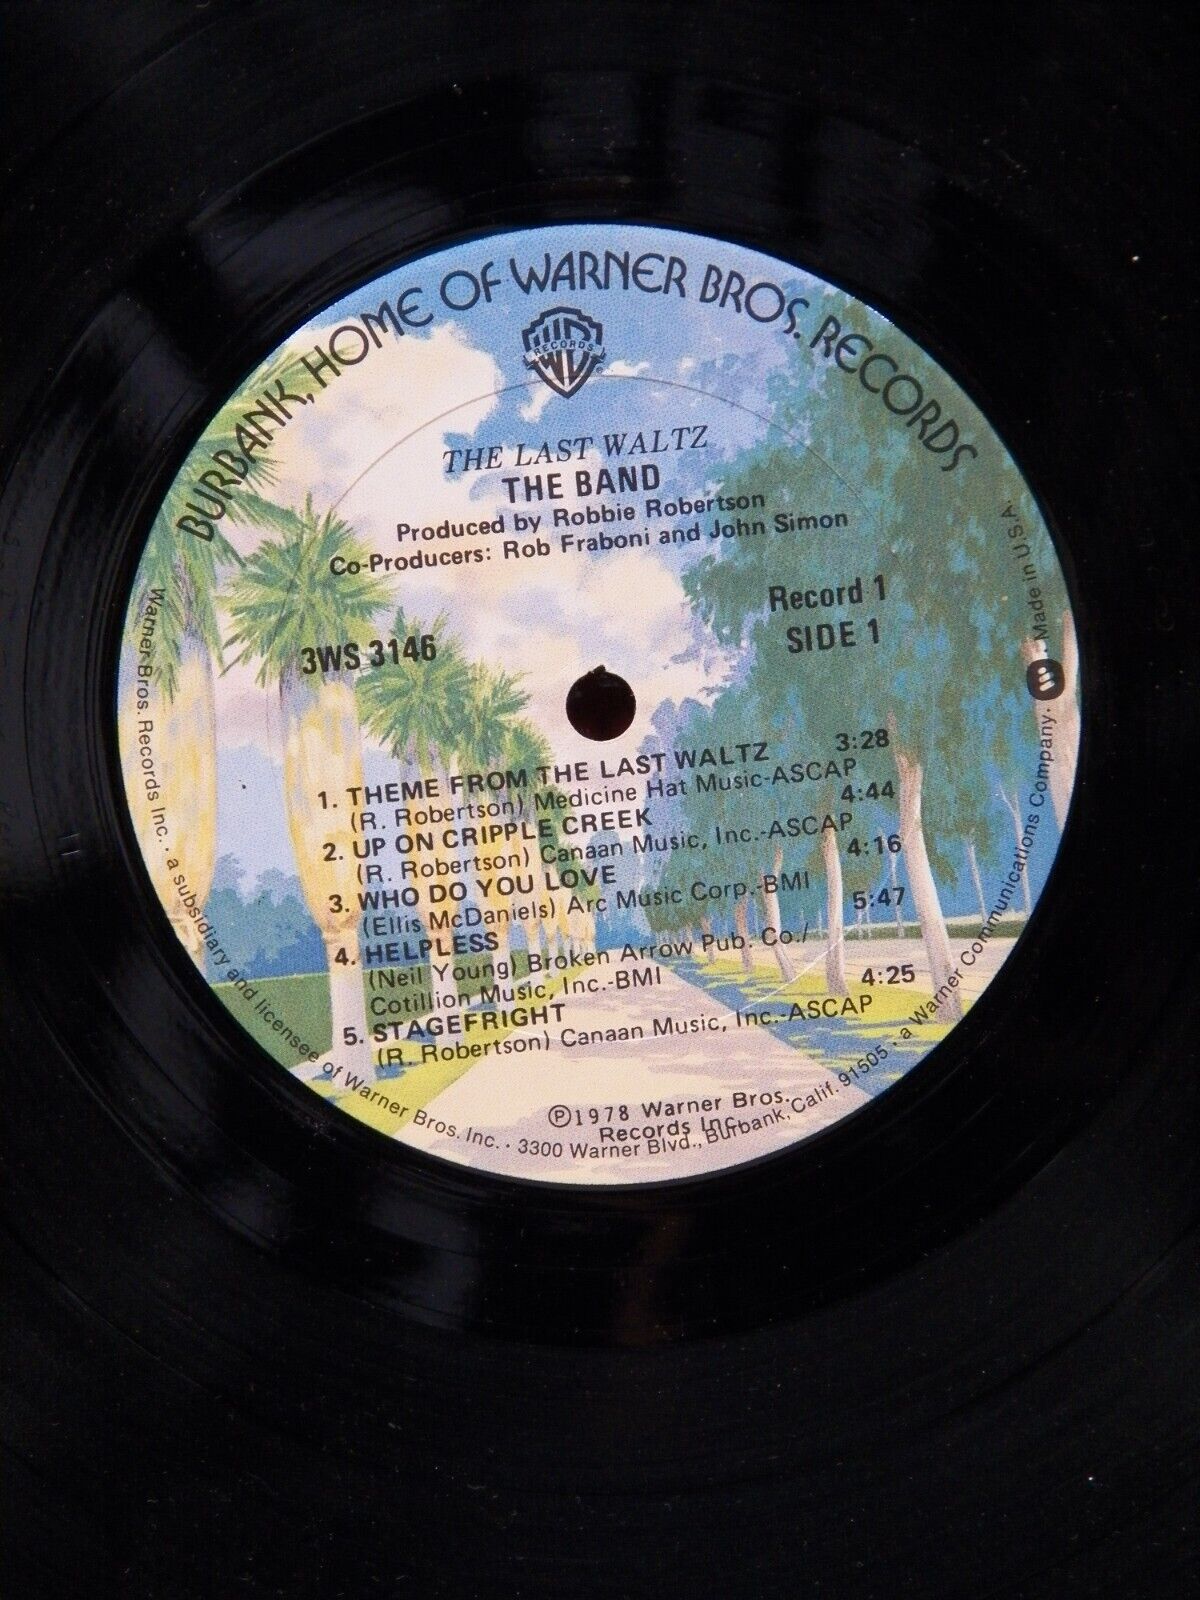 BURBANK, HOME OF WARNER BROS. RECORDS
WB
RECORDS
THE LAST WALTZ
THE BAND
Produced by Robbie Robertson
Co-Producers: Rob Fraboni and John Simon
3WS 3146
Record 1
SIDE 1
1. THEME FROM THE LAST WALTZ 3:28
(R. Robertson) Medicine Hat Music-ASCAP
2. UP ON CRIPPLE CREEK 4:44
(R. Robertson) Canaan Music, Inc.-ASCAP
3. WHO DO YOU LOVE 4:16
(Ellis McDaniels) Arc Music Corp.-BMI
4. HELPLESS 5:47
(Neil Young) Broken Arrow Pub. Co./
Cotillion Music, Inc.-BMI
5. STAGEFRIGHT 4:25
(R. Robertson) Canaan Music, Inc.-ASCAP
℗1978 Warner Bros.
Records Inc.
Warner Bros. Records Inc. · a subsidiary and licensee of Warner Bros. Inc. · 3300 Warner Blvd., Burbank, Calif. 91505 · a Warner Communications Company. · Made in U.S.A.